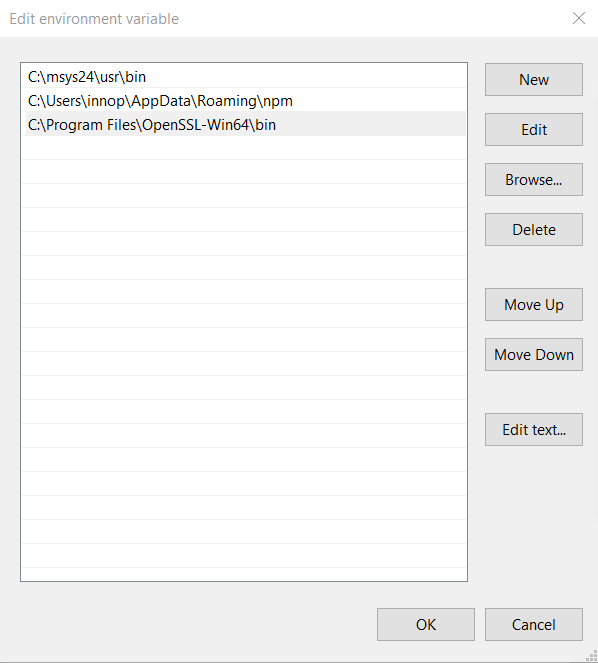 Edit environment variable
C:\msys24\usr\bin
C:\Users\innop\AppData\Roaming\npm
C:\Program Files\OpenSSL-Win64\bin
New
Edit
Browse...
Delete
Move Up
Move Down
Edit text...
OK
Cancel